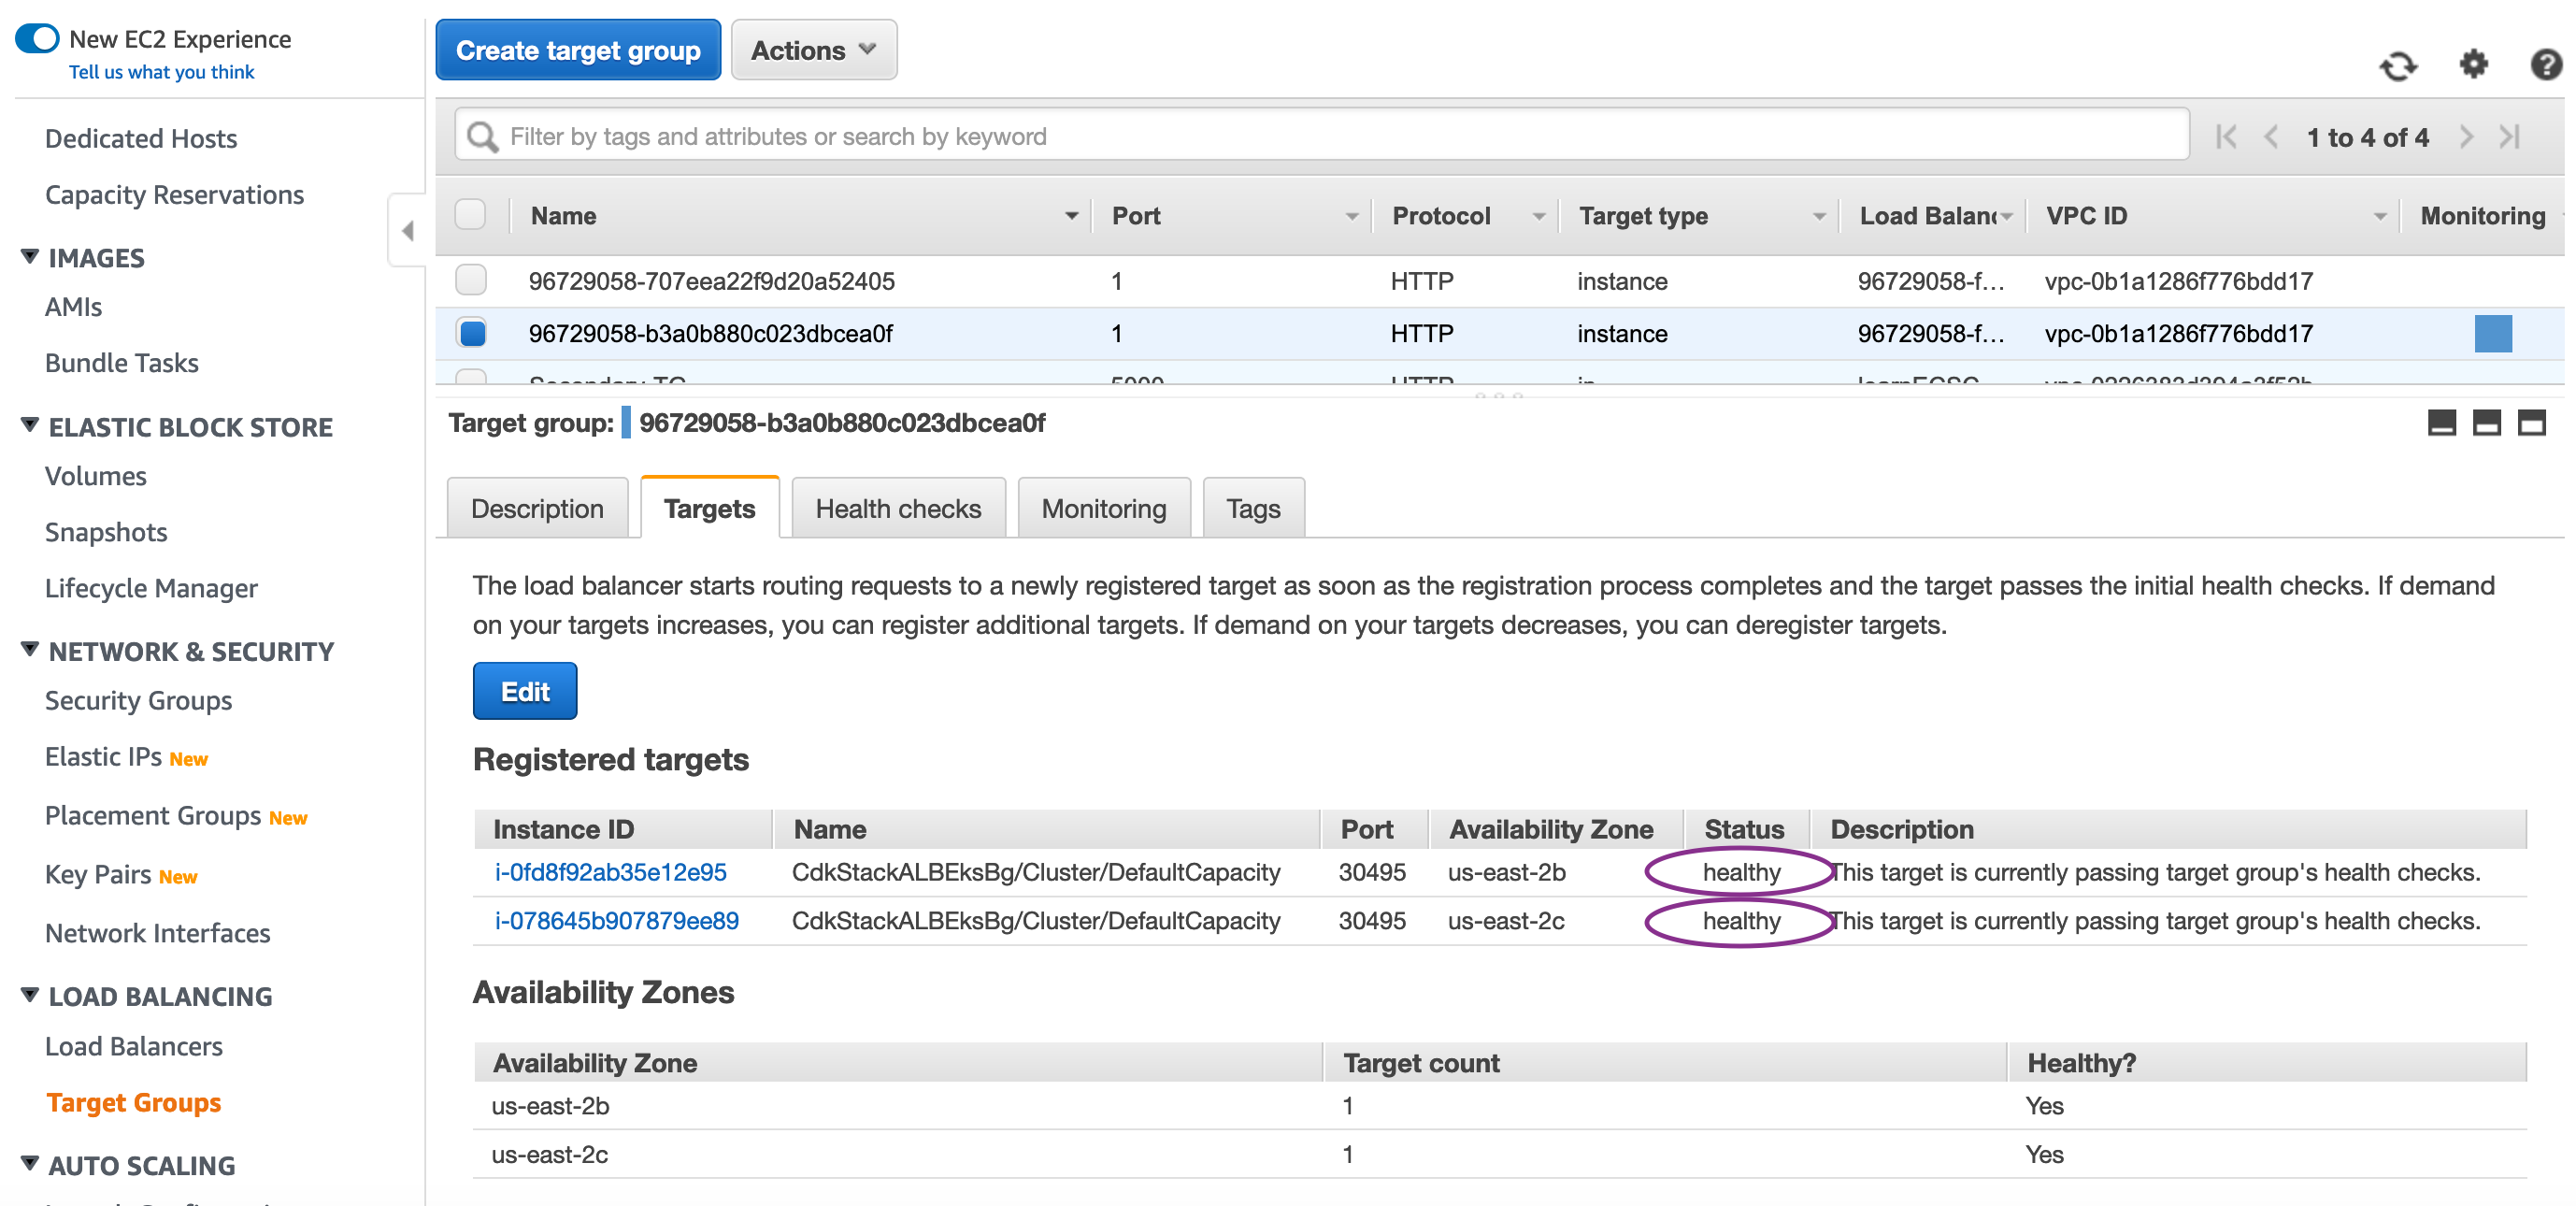 New EC2 Experience
Tell us what you think
Dedicated Hosts
Capacity Reservations
IMAGES
AMIs
Bundle Tasks
ELASTIC BLOCK STORE
Volumes
Snapshots
Lifecycle Manager
NETWORK & SECURITY
Security Groups
Elastic IPs New
Placement Groups New
Key Pairs New
Network Interfaces
LOAD BALANCING
Load Balancers
Target Groups
AUTO SCALING
Create target group Actions
Filter by tags and attributes or search by keyword 1 to 4 of 4
Name Port Protocol Target type Load Balanc VPC ID Monitoring
96729058-707eea22f9d20a52405 1 HTTP instance 96729058-f... vpc-0b1a1286f776bdd17
96729058-b3a0b880c023dbcea0f 1 HTTP instance 96729058-f... vpc-0b1a1286f776bdd17
Target group: 96729058-b3a0b880c023dbcea0f
Description Targets Health checks Monitoring Tags
The load balancer starts routing requests to a newly registered target as soon as the registration process completes and the target passes the initial health checks. If demand
on your targets increases, you can register additional targets. If demand on your targets decreases, you can deregister targets.
Edit
Registered targets
Instance ID Name Port Availability Zone Status Description
i-0fd8f92ab35e12e95 CdkStackALBEksBg/Cluster/DefaultCapacity 30495 us-east-2b healthy This target is currently passing target group's health checks.
i-078645b907879ee89 CdkStackALBEksBg/Cluster/DefaultCapacity 30495 us-east-2c healthy This target is currently passing target group's health checks.
Availability Zones
Availability Zone Target count Healthy?
us-east-2b 1 Yes
us-east-2c 1 Yes